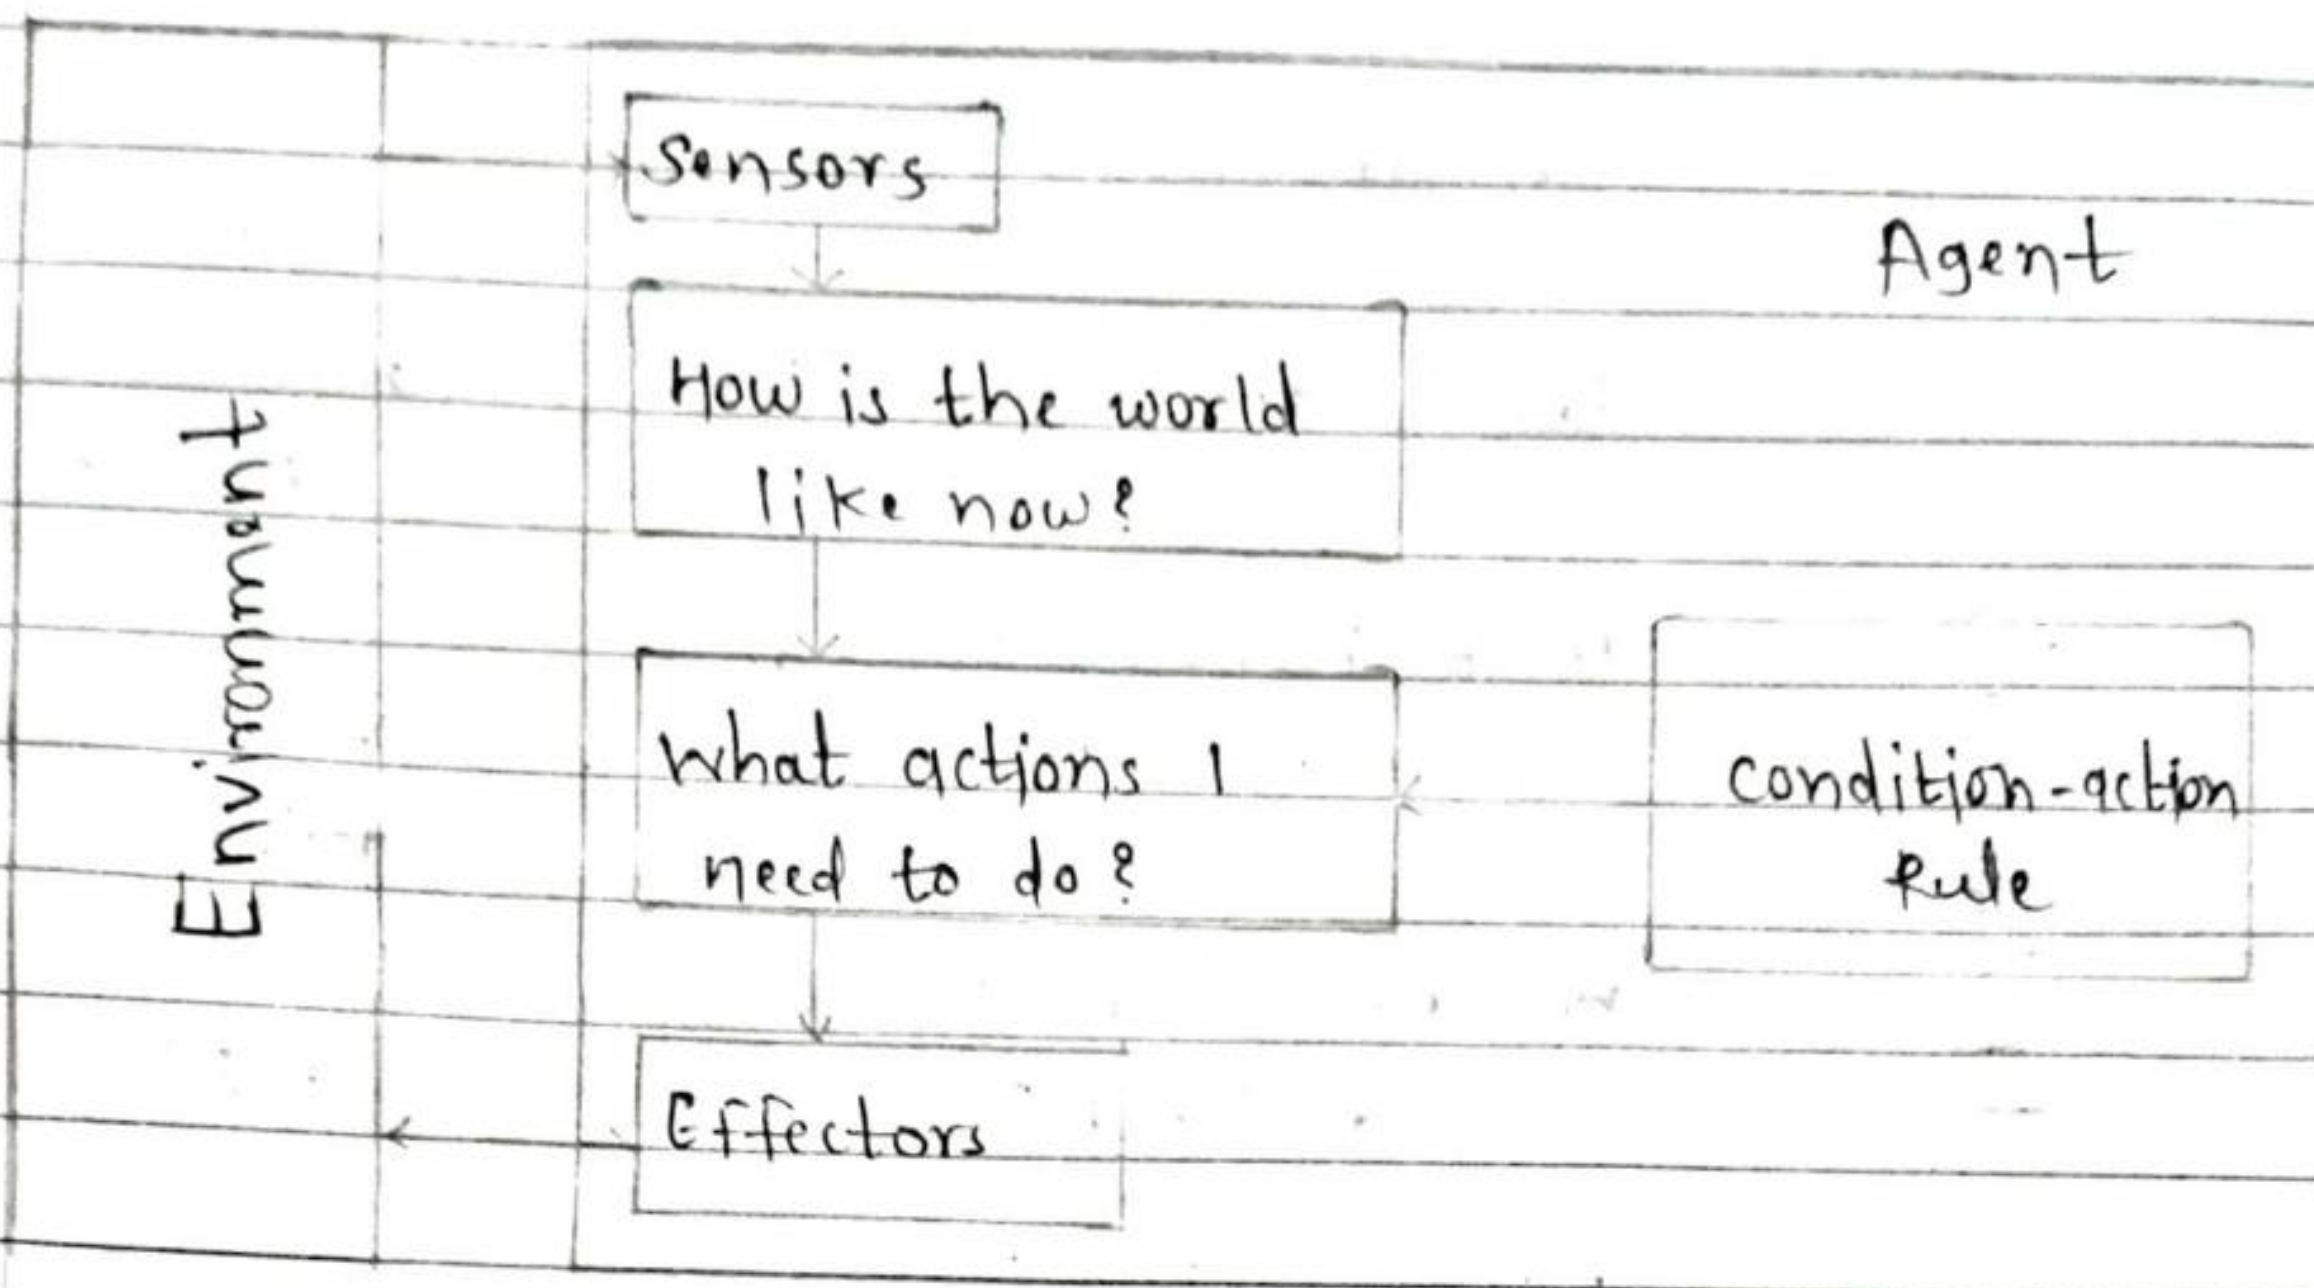 Sensors
Agent
How is the world
like now?
Environment
What actions I
need to do?
condition-action
Rule
Effectors